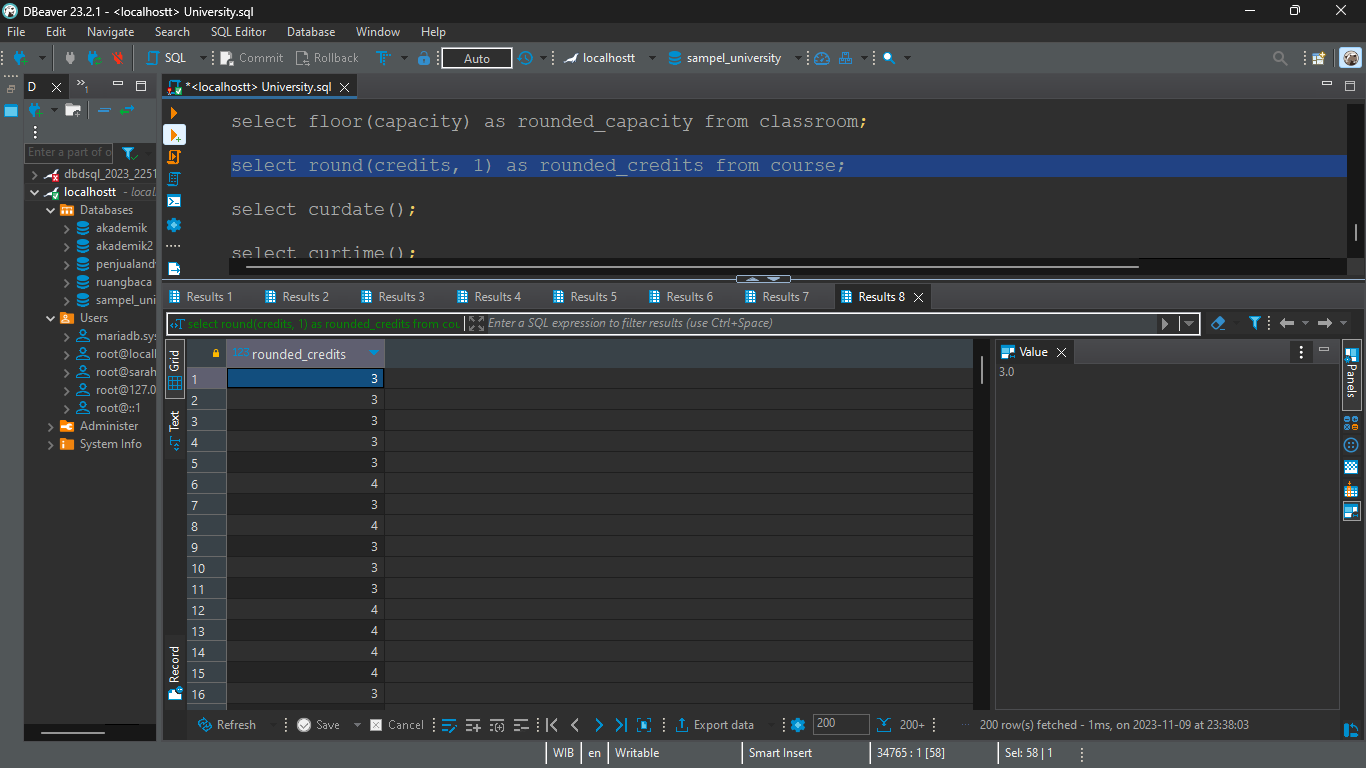 DBeaver 23.2.1 - <localhostt> University.sql
File Edit Navigate Search SQL Editor Database Window Help
SQL Commit Rollback Auto localhostt sampel_university
D
*<localhostt> University.sql
select floor(capacity) as rounded_capacity from classroom;
select round(credits, 1) as rounded_credits from course;
select curdate();
select curtime();
Enter a part of o
dbdsql_2023_2251
localhostt - local
Databases
akademik
akademik2
penjualand
ruangbaca
sampel_uni
Users
mariadb.sys
root@locall
root@sarah
root@127.0
root@::1
Administer
System Info
Results 1 Results 2 Results 3 Results 4 Results 5 Results 6 Results 7 Results 8
select round(credits, 1) as rounded_credits from cou
Enter a SQL expression to filter results (use Ctrl+Space)
Grid
Text
Record
123 rounded_credits
1 3
2 3
3 3
4 3
5 3
6 4
7 3
8 4
9 3
10 3
11 3
12 4
13 4
14 4
15 4
16 3
Value
3.0
Panels
Refresh Save Cancel Export data 200 200+ 200 row(s) fetched - 1ms, on 2023-11-09 at 23:38:03
WIB en Writable Smart Insert 34765 : 1 [58] Sel: 58 | 1